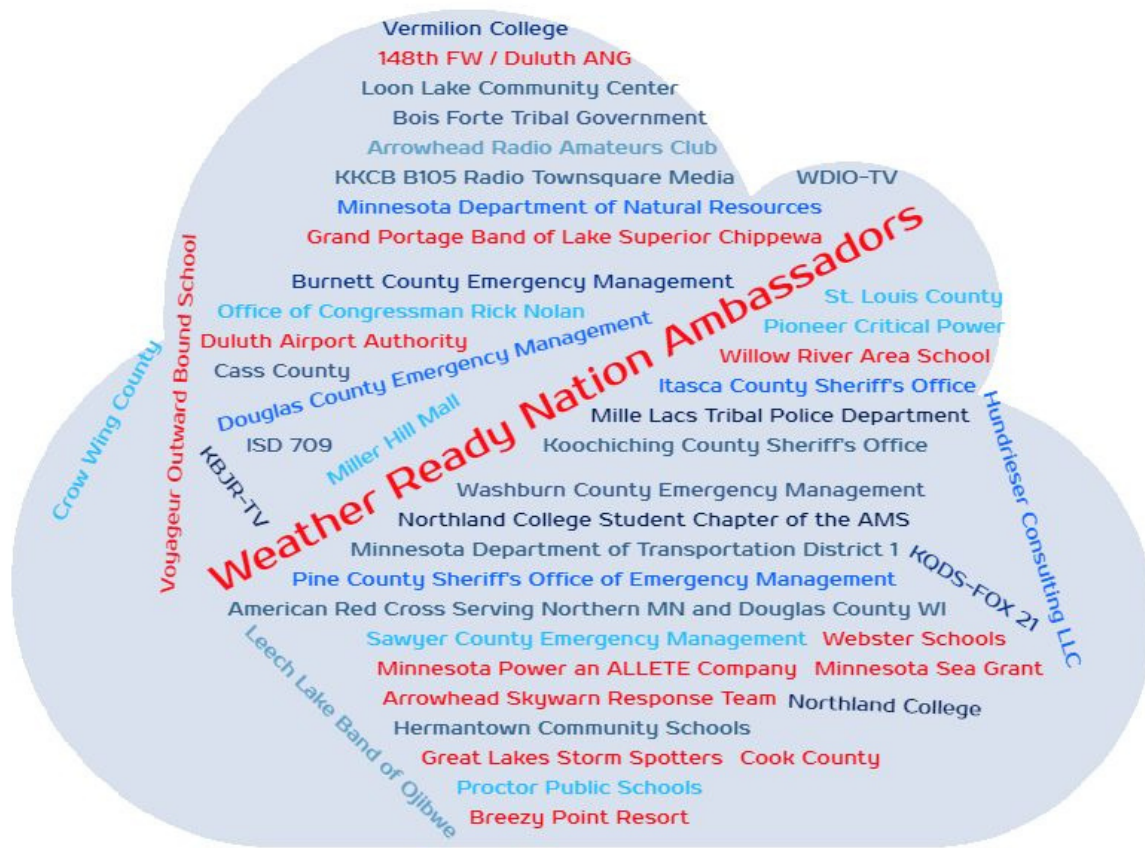 Vermilion College
148th FW / Duluth ANG
Loon Lake Community Center
Bois Forte Tribal Government
Arrowhead Radio Amateurs Club
KKCB B105 Radio Townsquare Media
WDIO-TV
Minnesota Department of Natural Resources
Grand Portage Band of Lake Superior Chippewa
Burnett County Emergency Management
Office of Congressman Rick Nolan
St. Louis County
Duluth Airport Authority
Pioneer Critical Power
Cass County
Douglas County Emergency Management
Willow River Area School
Itasca County Sheriff's Office
Crow Wing County
Voyageur Outward Bound School
ISD 709
Miller Hill Mall
Mille Lacs Tribal Police Department
KBJR-TV
Koochiching County Sheriff's Office
Weather Ready Nation Ambassadors
Hundrieser Consulting LLC
Washburn County Emergency Management
Northland College Student Chapter of the AMS
Minnesota Department of Transportation District 1
KQDS-FOX 21
Pine County Sheriff's Office of Emergency Management
American Red Cross Serving Northern MN and Douglas County WI
Leech Lake Band of Ojibwe
Sawyer County Emergency Management
Webster Schools
Minnesota Power an ALLETE Company
Minnesota Sea Grant
Arrowhead Skywarn Response Team
Northland College
Hermantown Community Schools
Great Lakes Storm Spotters
Cook County
Proctor Public Schools
Breezy Point Resort